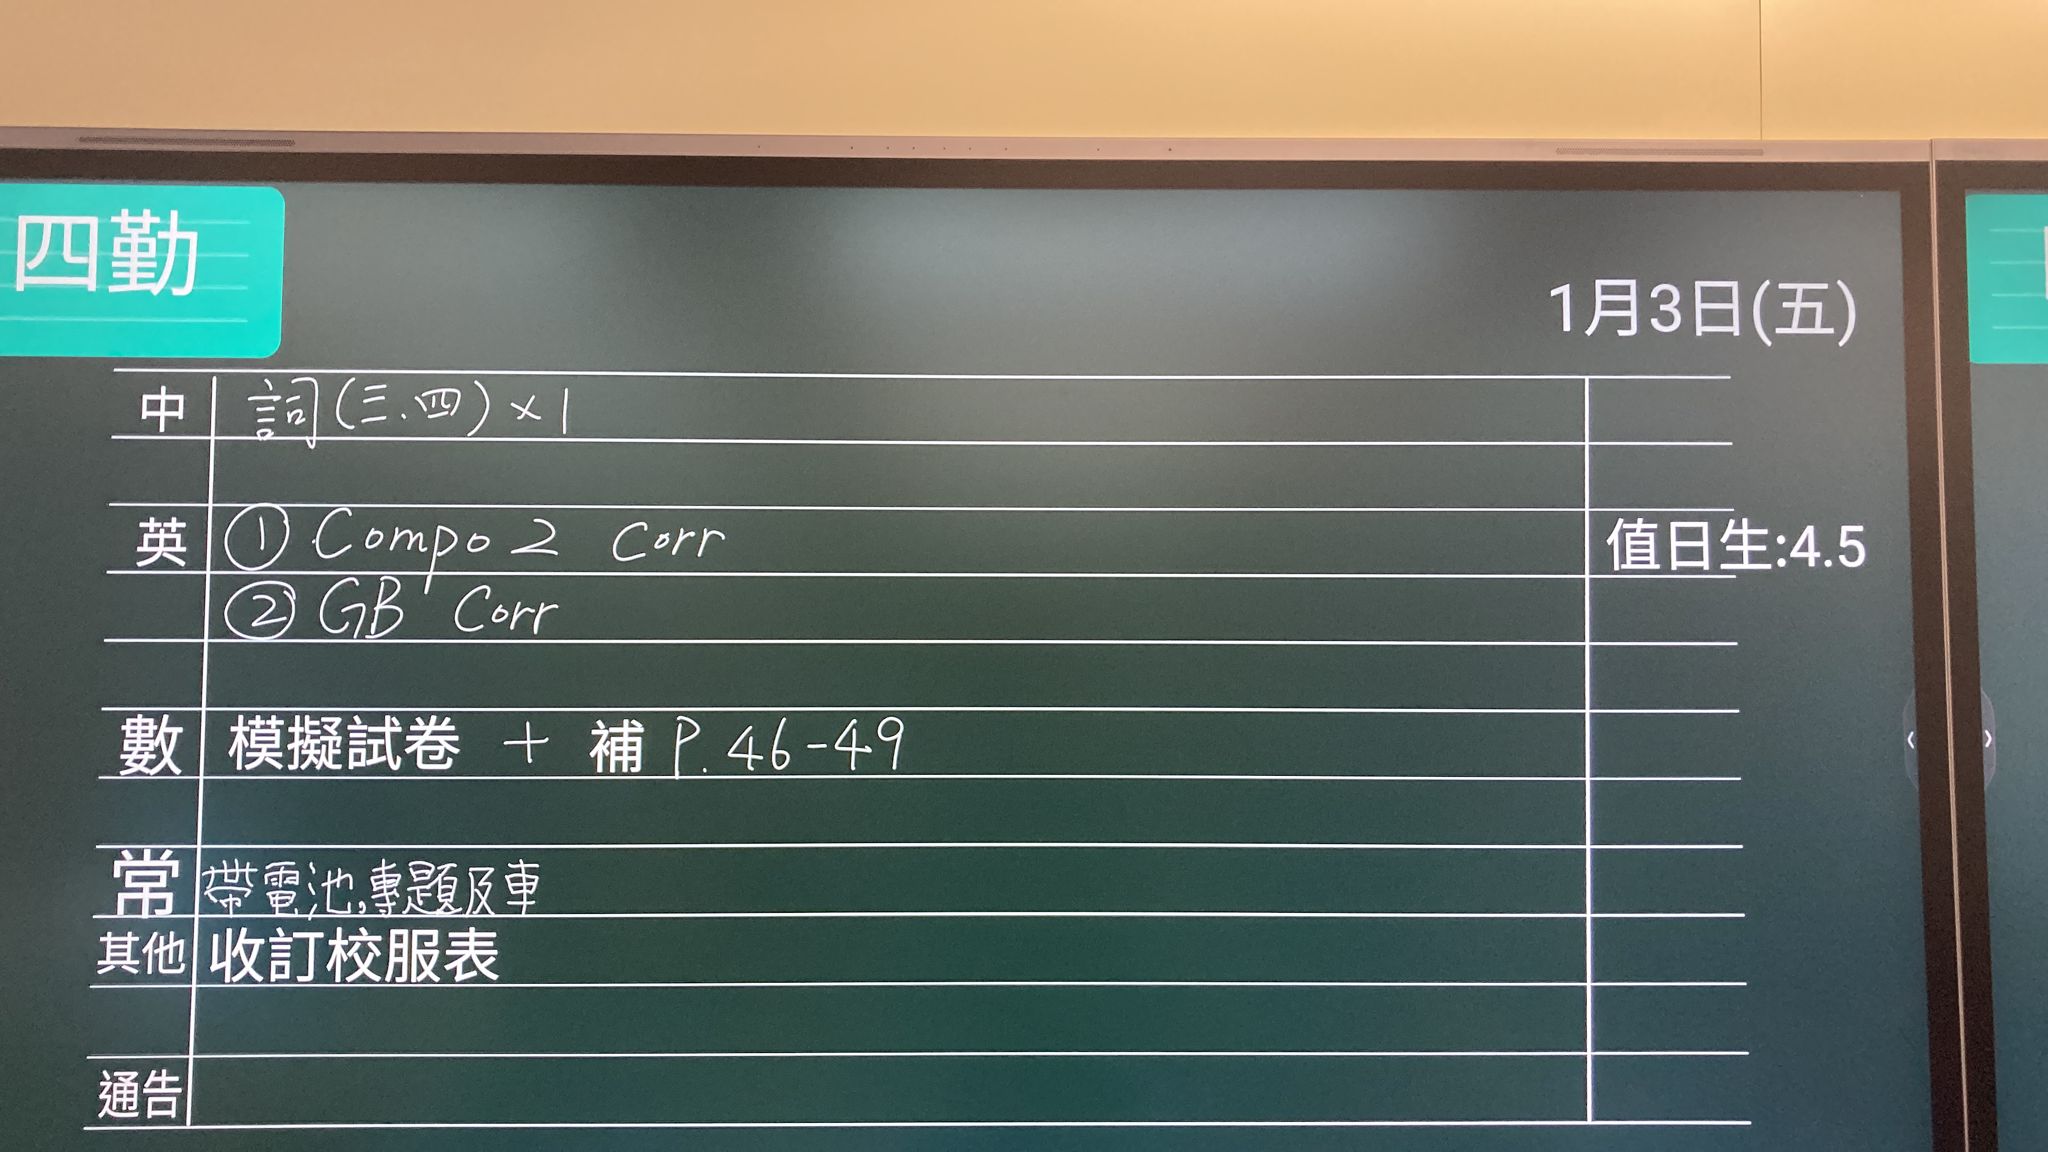 四勤
1月3日(五)
中 詞(三.四)×1
英 ① Compo 2 Corr
值日生:4.5
② GB Corr
數 模擬試卷 + 補 P.46-49
常 帶電池,專題及車
其他 收訂校服表
通告